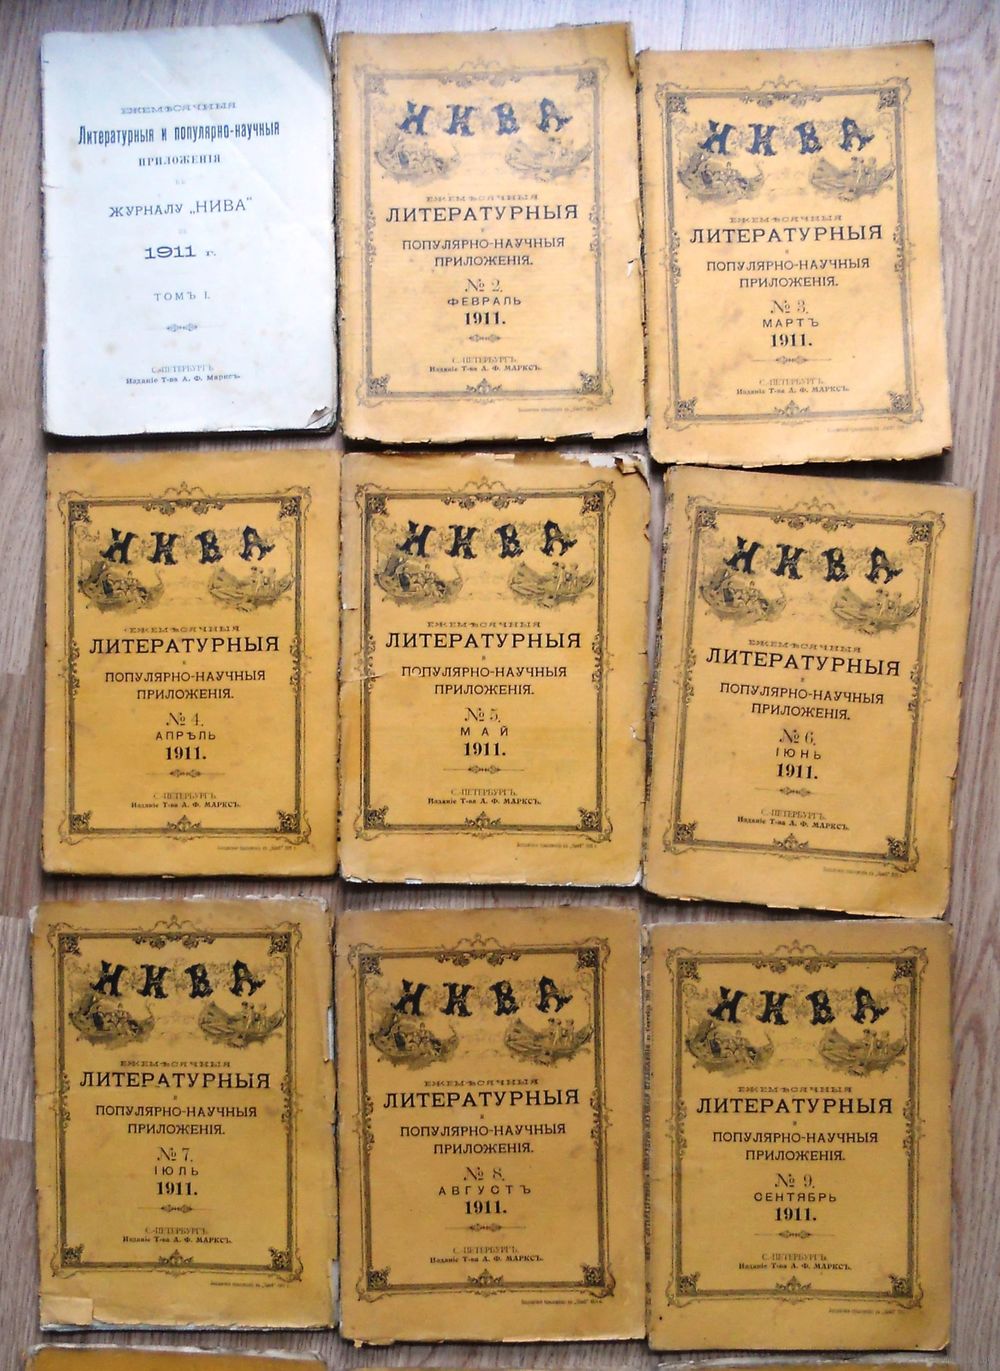 ЕЖЕМѢСЯЧНЫЯ
Литературныя и популярно-научныя
ПРИЛОЖЕНІЯ
КЪ
ЖУРНАЛУ „НИВА"
1911 г.
ТОМЪ I.
С.-ПЕТЕРБУРГЪ.
Изданіе Т-ва А. Ф. Марксъ.
НИВА
ЕЖЕМѢСЯЧНЫЯ
ЛИТЕРАТУРНЫЯ
и
ПОПУЛЯРНО-НАУЧНЫЯ
ПРИЛОЖЕНІЯ.
№ 2.
ФЕВРАЛЬ
1911.
С.-ПЕТЕРБУРГЪ.
Изданіе Т-ва А. Ф. МАРКСЪ.
НИВА
ЕЖЕМѢСЯЧНЫЯ
ЛИТЕРАТУРНЫЯ
и
ПОПУЛЯРНО-НАУЧНЫЯ
ПРИЛОЖЕНІЯ.
№ 3.
МАРТЪ
1911.
С.-ПЕТЕРБУРГЪ.
Изданіе Т-ва А. Ф. МАРКСЪ.
НИВА
ЕЖЕМѢСЯЧНЫЯ
ЛИТЕРАТУРНЫЯ
и
ПОПУЛЯРНО-НАУЧНЫЯ
ПРИЛОЖЕНІЯ.
№ 4.
АПРѢЛЬ
1911.
С.-ПЕТЕРБУРГЪ.
Изданіе Т-ва А. Ф. МАРКСЪ.
НИВА
ЕЖЕМѢСЯЧНЫЯ
ЛИТЕРАТУРНЫЯ
и
ПОПУЛЯРНО-НАУЧНЫЯ
ПРИЛОЖЕНІЯ.
№ 5.
МАЙ
1911.
С.-ПЕТЕРБУРГЪ.
Изданіе Т-ва А. Ф. МАРКСЪ.
НИВА
ЕЖЕМѢСЯЧНЫЯ
ЛИТЕРАТУРНЫЯ
и
ПОПУЛЯРНО-НАУЧНЫЯ
ПРИЛОЖЕНІЯ.
№ 6.
ІЮНЬ
1911.
С.-ПЕТЕРБУРГЪ.
Изданіе Т-ва А. Ф. МАРКСЪ.
НИВА
ЕЖЕМѢСЯЧНЫЯ
ЛИТЕРАТУРНЫЯ
и
ПОПУЛЯРНО-НАУЧНЫЯ
ПРИЛОЖЕНІЯ.
№ 7.
ІЮЛЬ
1911.
С.-ПЕТЕРБУРГЪ.
Изданіе Т-ва А. Ф. МАРКСЪ.
НИВА
ЕЖЕМѢСЯЧНЫЯ
ЛИТЕРАТУРНЫЯ
и
ПОПУЛЯРНО-НАУЧНЫЯ
ПРИЛОЖЕНІЯ.
№ 8.
АВГУСТЪ
1911.
С.-ПЕТЕРБУРГЪ.
Изданіе Т-ва А. Ф. МАРКСЪ.
НИВА
ЕЖЕМѢСЯЧНЫЯ
ЛИТЕРАТУРНЫЯ
и
ПОПУЛЯРНО-НАУЧНЫЯ
ПРИЛОЖЕНІЯ.
№ 9.
СЕНТЯБРЬ
1911.
С.-ПЕТЕРБУРГЪ.
Изданіе Т-ва А. Ф. МАРКСЪ.